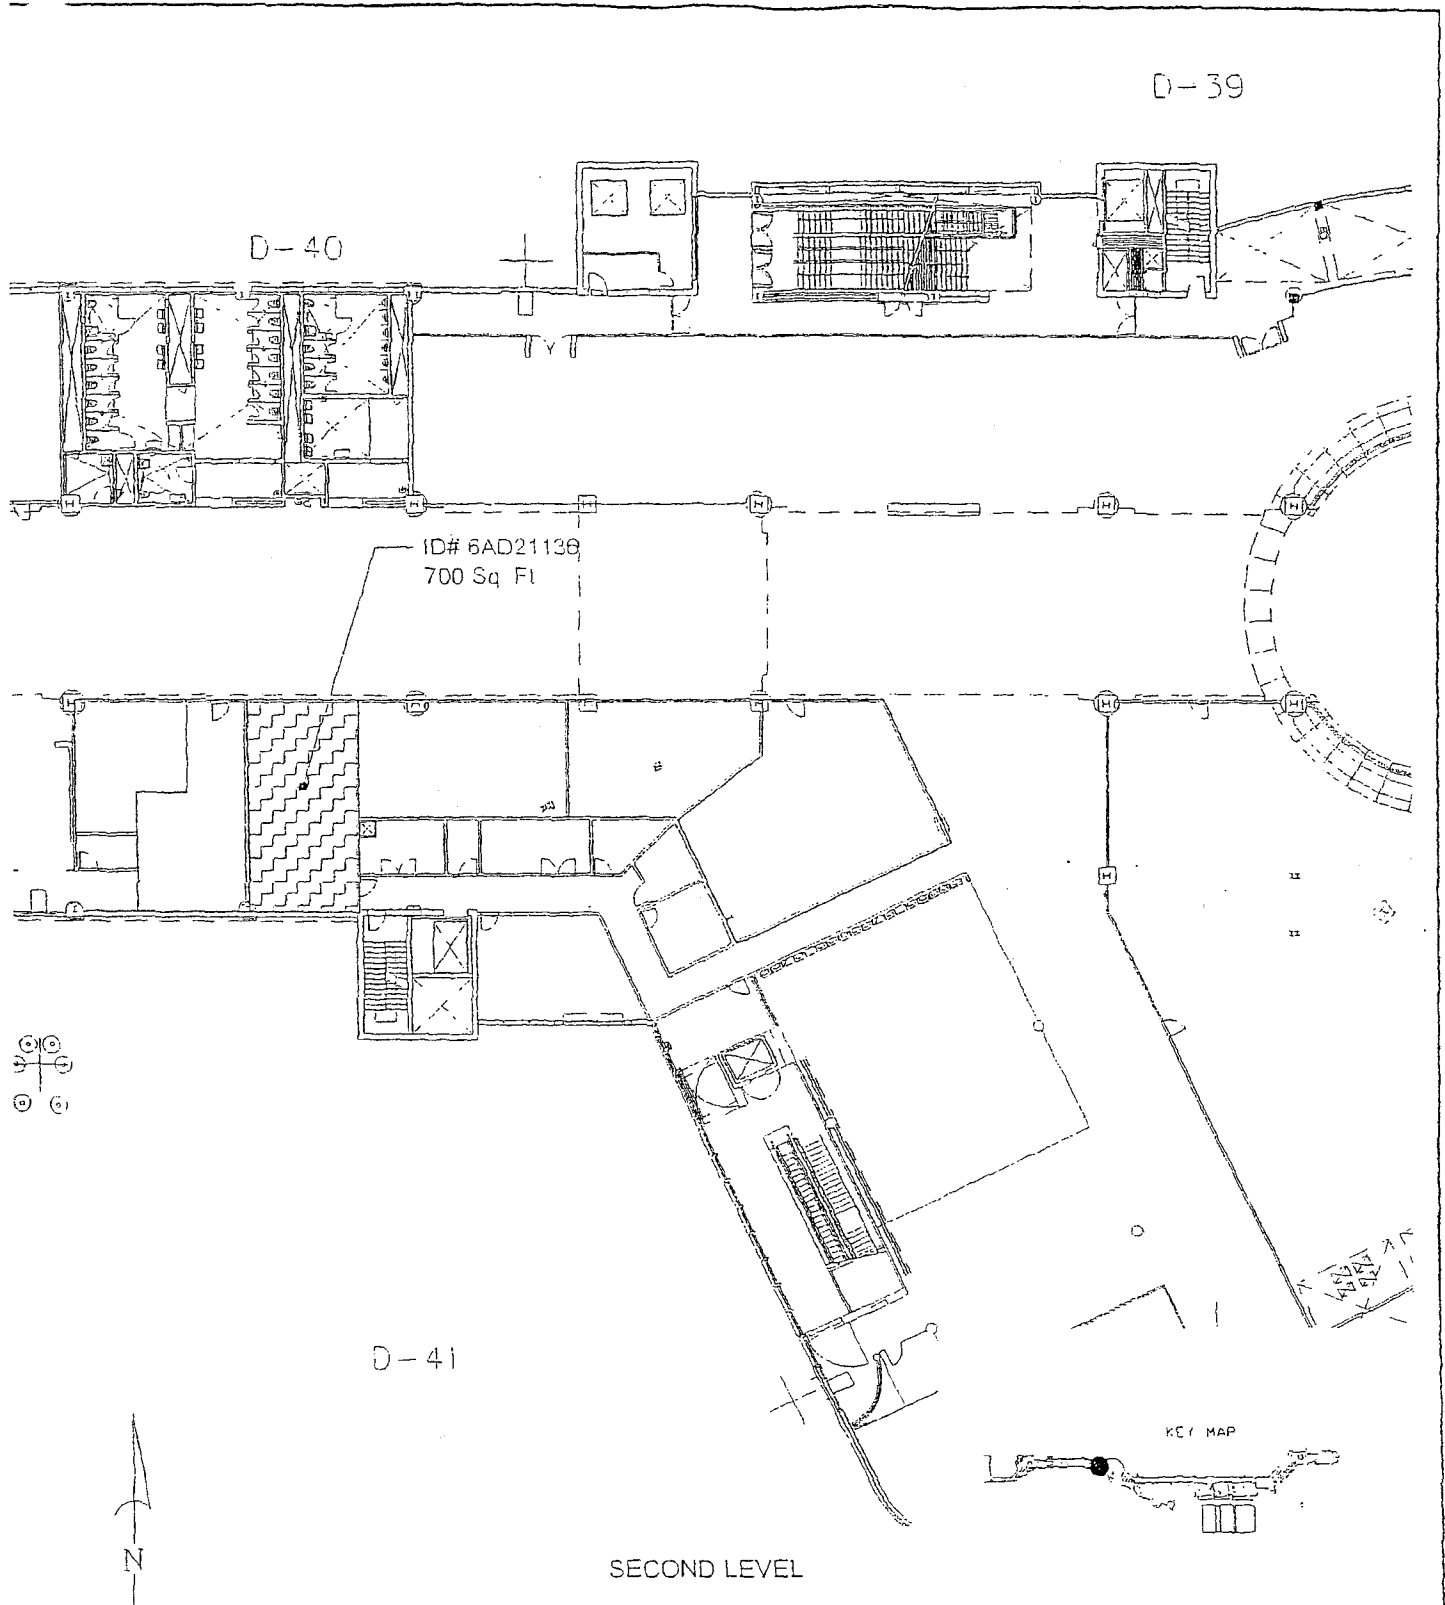 D-39
D-40
ID# 6AD21136
700 Sq Ft
D-41
KEY MAP
N
SECOND LEVEL